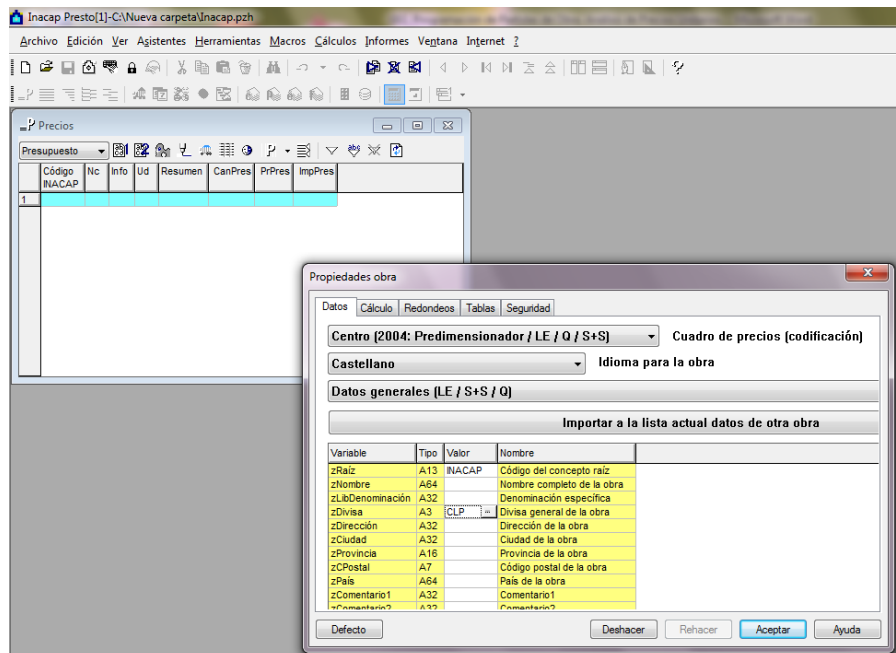 Inacap Presto[1]-C:\Nueva carpeta\Inacap.pzh
Archivo Edición Ver Asistentes Herramientas Macros Cálculos Informes Ventana Internet ?
Precios
Presupuesto
Código INACAP Nc Info Ud Resumen CanPres PrPres ImpPres
1
Propiedades obra
Datos Cálculo Redondeos Tablas Seguridad
Centro (2004: Predimensionador / LE / Q / S+S) Cuadro de precios (codificación)
Castellano Idioma para la obra
Datos generales (LE / S+S / Q)
Importar a la lista actual datos de otra obra
Variable Tipo Valor Nombre
zRaíz A13 INACAP Código del concepto raíz
zNombre A64 Nombre completo de la obra
zLibDenominación A32 Denominación específica
zDivisa A3 CLP Divisa general de la obra
zDirección A32 Dirección de la obra
zCiudad A32 Ciudad de la obra
zProvincia A16 Provincia de la obra
zCPostal A7 Código postal de la obra
zPaís A64 País de la obra
zComentario1 A32 Comentario1
zComentario2 A32 Comentario2
Defecto Deshacer Rehacer Aceptar Ayuda